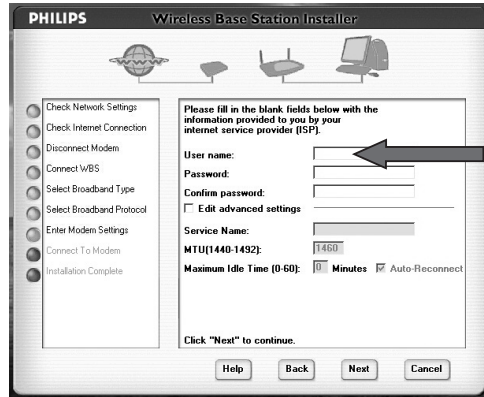 PHILIPS Wireless Base Station Installer
Check Network Settings
Check Internet Connection
Disconnect Modem
Connect WBS
Select Broadband Type
Select Broadband Protocol
Enter Modem Settings
Connect To Modem
Installation Complete
Please fill in the blank fields below with the
information provided to you by your
internet service provider (ISP).
User name:
Password:
Confirm password:
Edit advanced settings
Service Name:
MTU(1440-1492): 1460
Maximum Idle Time (0-60): 0 Minutes Auto-Reconnect
Click "Next" to continue.
Help Back Next Cancel